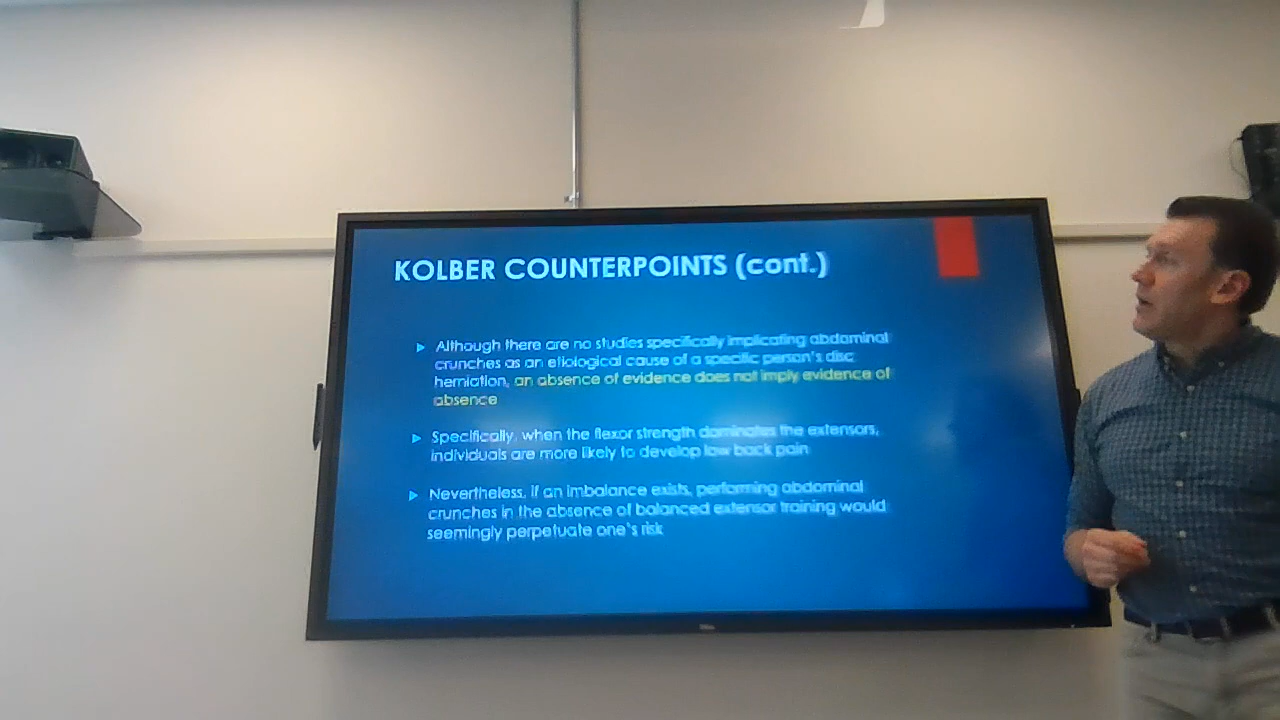 KOLBER COUNTERPOINTS (cont.)
Although there are no studies specifically implicating abdominal
crunches as an etiological cause of a specific person's disc
herniation, an absence of evidence does not imply evidence of
absence
Specifically, when the flexor strength dominates the extensors,
individuals are more likely to develop low back pain
Nevertheless, if an imbalance exists, performing abdominal
crunches in the absence of balanced extensor training would
seemingly perpetuate one's risk